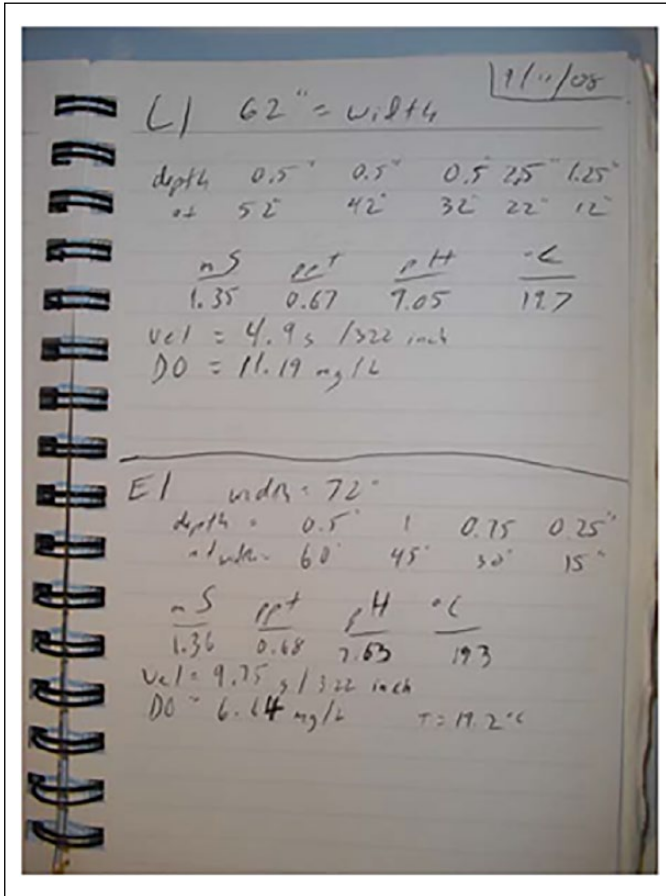 9/11/08
L1 62" = width
depth 0.5" 0.5" 0.5" 2.5" 1.25"
at 52" 42" 32" 22" 12"
mS ppt pH °C
1.35 0.67 9.05 19.7
vel = 4.9 s /322 inch
DO = 11.19 mg/L
E1 width = 72"
depth = 0.5" 1 0.75 0.25"
at width = 60" 45" 30" 15"
mS ppt pH °C
1.36 0.68 7.63 19.3
Vel = 9.75 s/322 inch
DO = 6.64 mg/L T=19.2°C